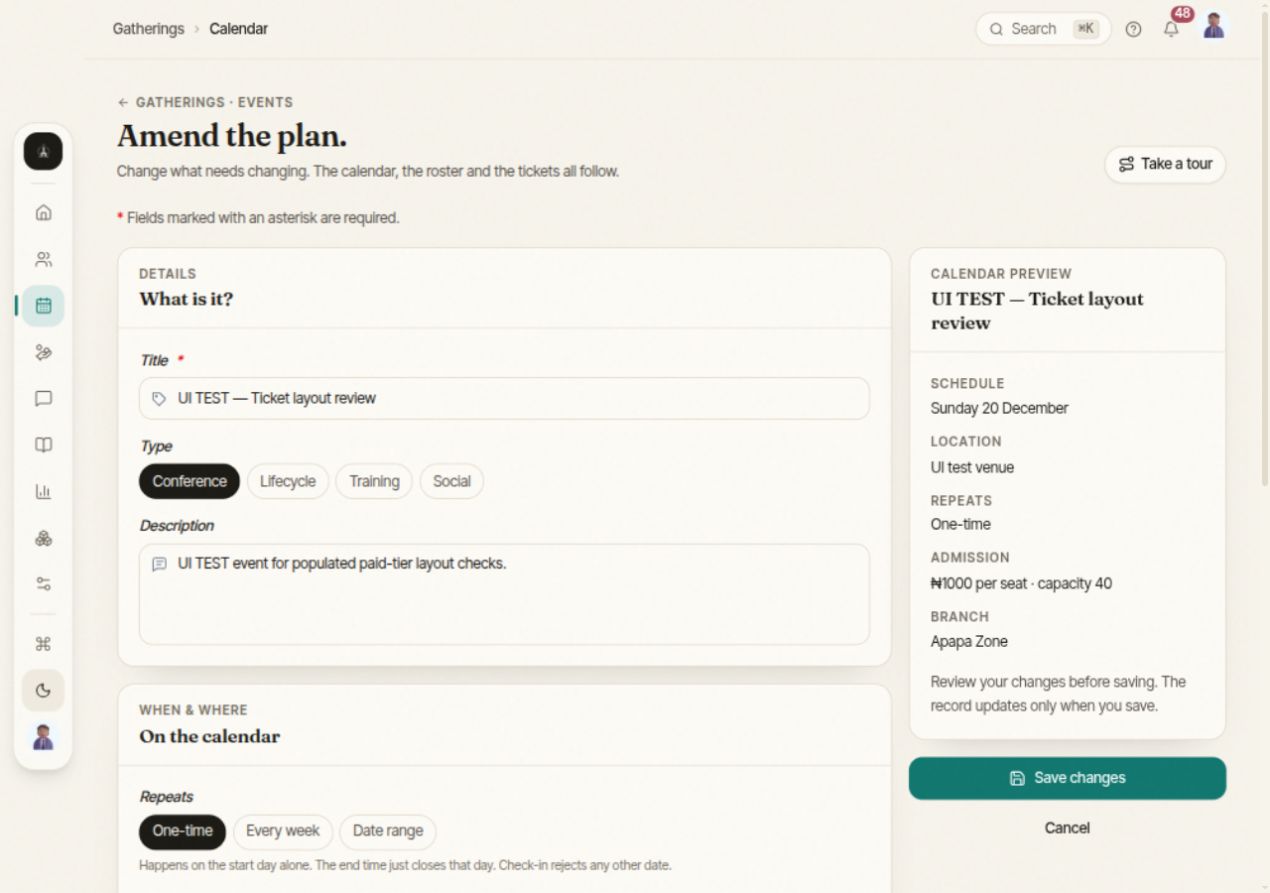 Gatherings › Calendar
Search ⌘K
48
← GATHERINGS · EVENTS
Amend the plan.
Change what needs changing. The calendar, the roster and the tickets all follow.
Take a tour
* Fields marked with an asterisk are required.
DETAILS
What is it?
Title *
UI TEST — Ticket layout review
Type
Conference Lifecycle Training Social
Description
UI TEST event for populated paid-tier layout checks.
WHEN & WHERE
On the calendar
Repeats
One-time Every week Date range
Happens on the start day alone. The end time just closes that day. Check-in rejects any other date.
CALENDAR PREVIEW
UI TEST — Ticket layout
review
SCHEDULE
Sunday 20 December
LOCATION
UI test venue
REPEATS
One-time
ADMISSION
₦1000 per seat · capacity 40
BRANCH
Apapa Zone
Review your changes before saving. The
record updates only when you save.
Save changes
Cancel